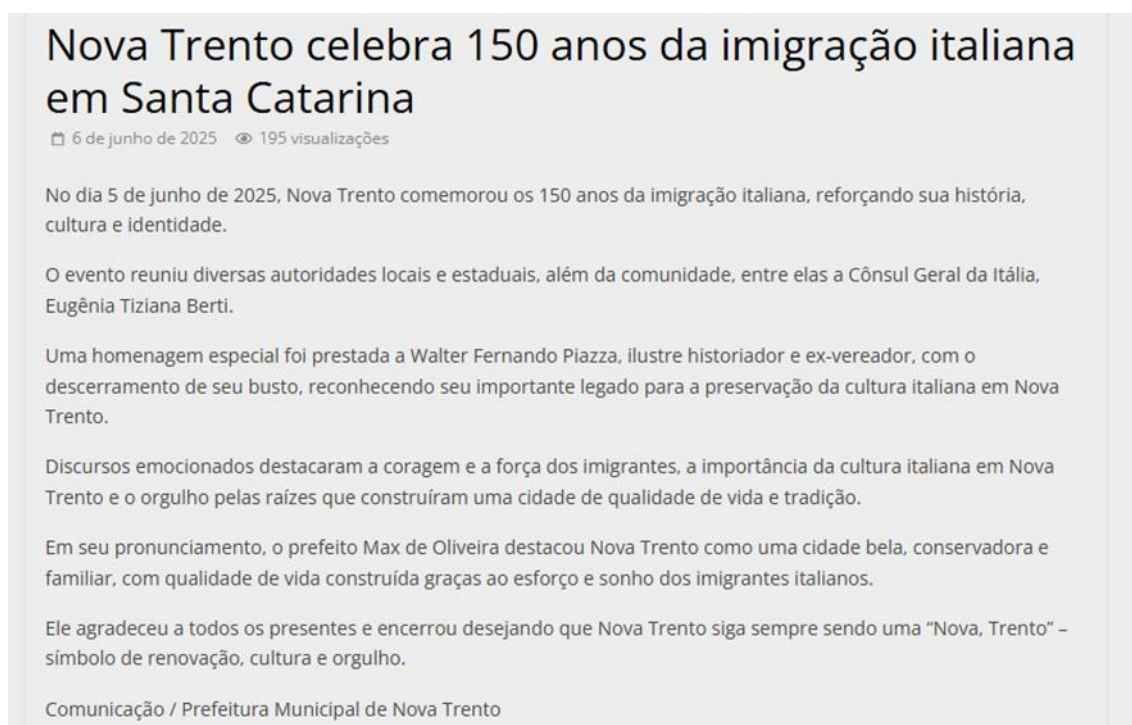 Nova Trento celebra 150 anos da imigração italiana
em Santa Catarina
6 de junho de 2025 195 visualizações
No dia 5 de junho de 2025, Nova Trento comemorou os 150 anos da imigração italiana, reforçando sua história,
cultura e identidade.
O evento reuniu diversas autoridades locais e estaduais, além da comunidade, entre elas a Cônsul Geral da Itália,
Eugênia Tiziana Berti.
Uma homenagem especial foi prestada a Walter Fernando Piazza, ilustre historiador e ex-vereador, com o
descerramento de seu busto, reconhecendo seu importante legado para a preservação da cultura italiana em Nova
Trento.
Discursos emocionados destacaram a coragem e a força dos imigrantes, a importância da cultura italiana em Nova
Trento e o orgulho pelas raízes que construíram uma cidade de qualidade de vida e tradição.
Em seu pronunciamento, o prefeito Max de Oliveira destacou Nova Trento como uma cidade bela, conservadora e
familiar, com qualidade de vida construída graças ao esforço e sonho dos imigrantes italianos.
Ele agradeceu a todos os presentes e encerrou desejando que Nova Trento siga sempre sendo uma “Nova, Trento” –
símbolo de renovação, cultura e orgulho.
Comunicação / Prefeitura Municipal de Nova Trento